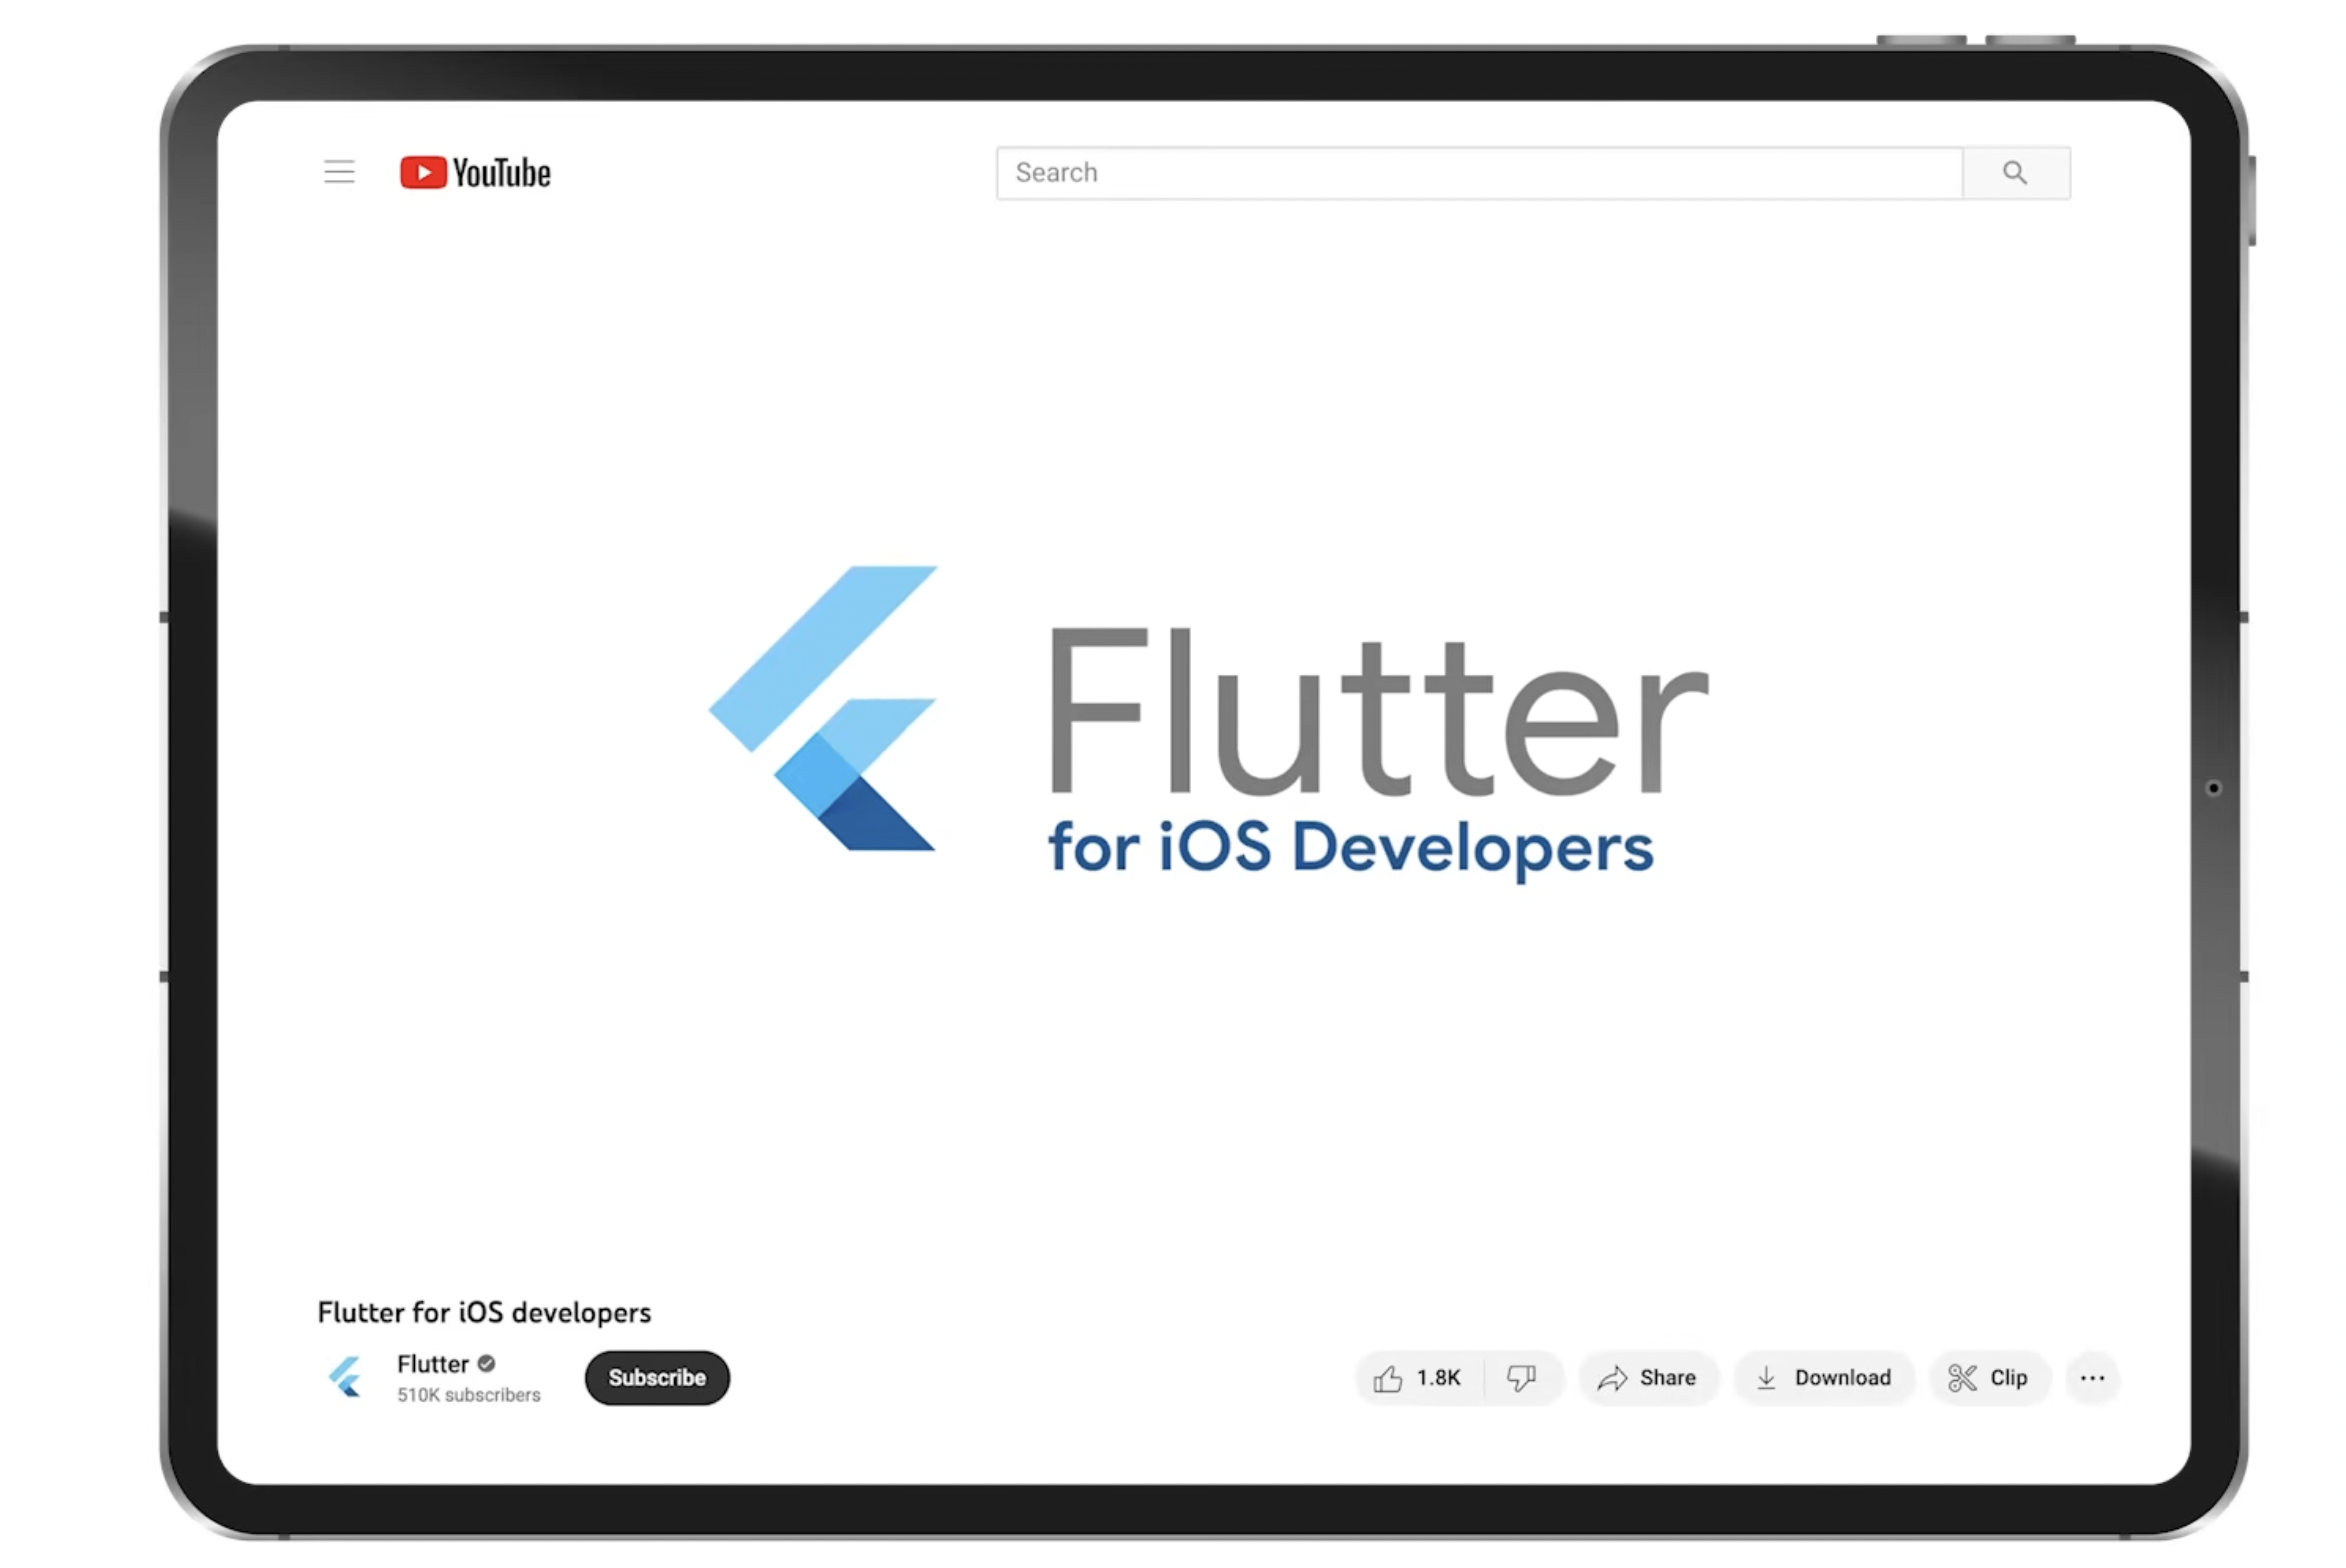 YouTube
Search
Flutter
for iOS Developers
Flutter for iOS developers
Flutter
510K subscribers
Subscribe
1.8K
Share
Download
Clip